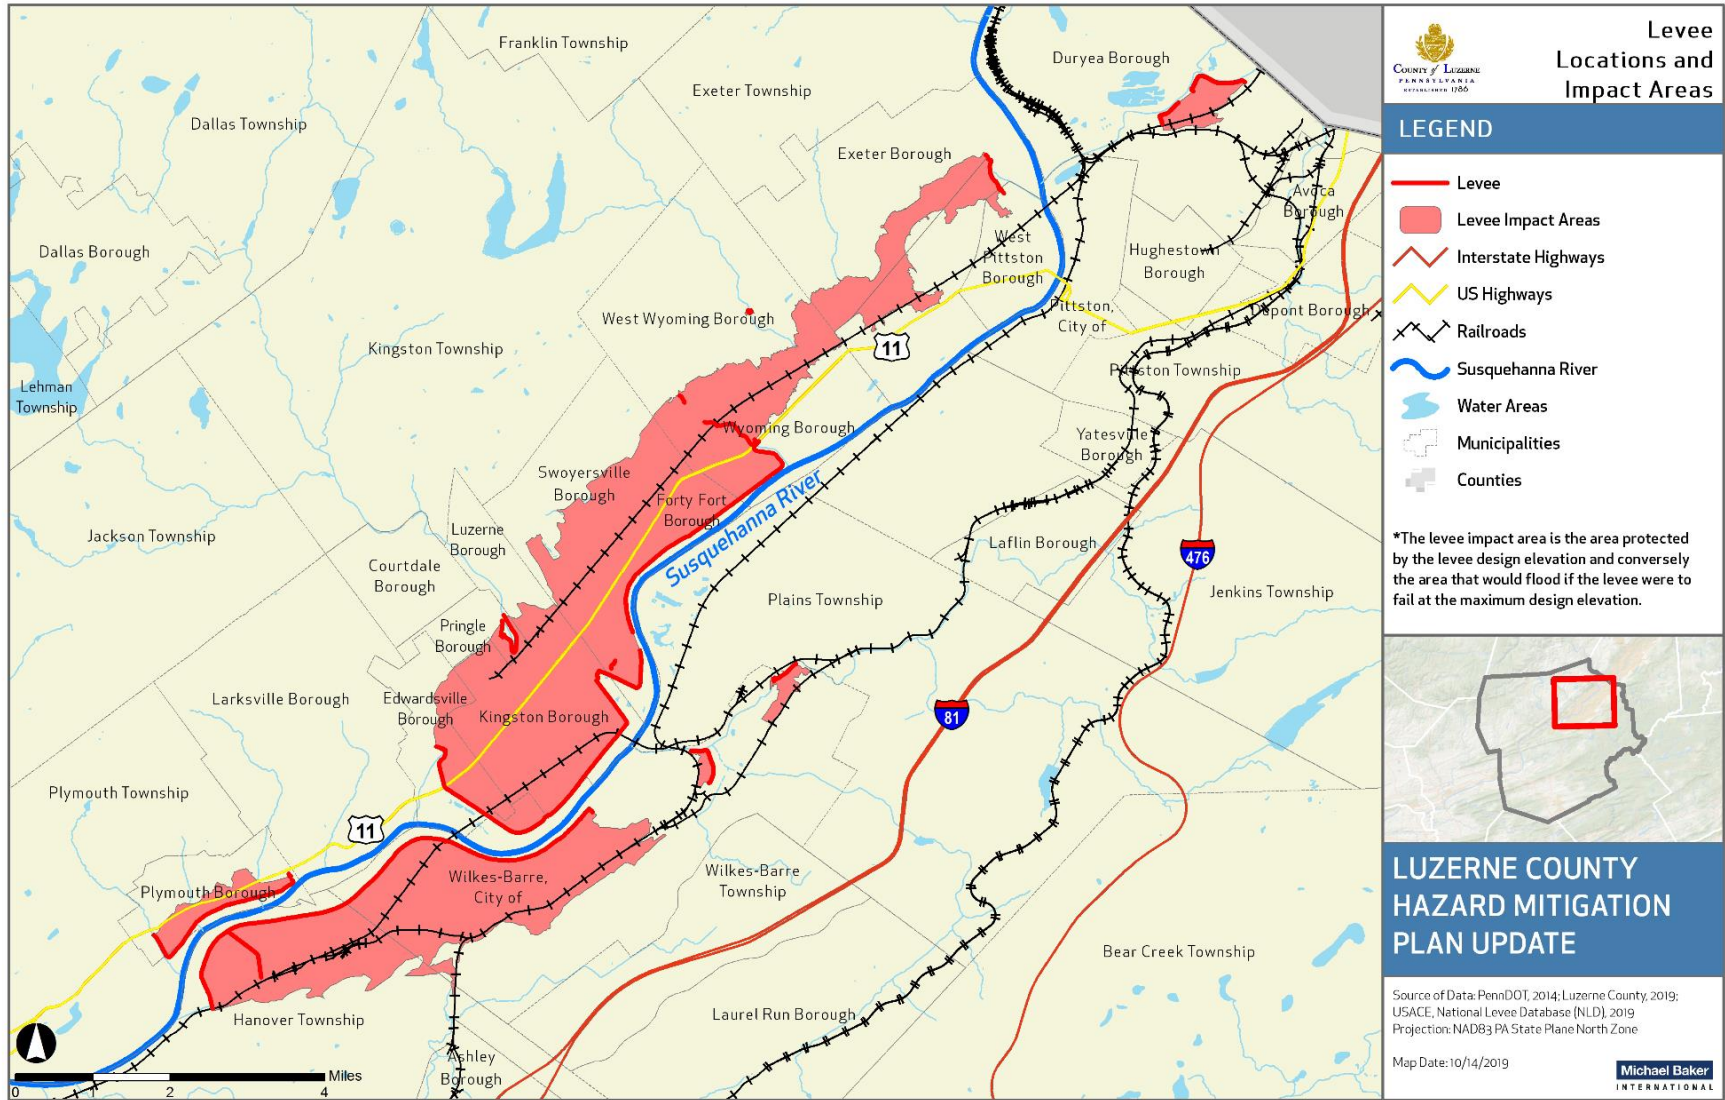 Franklin Township
Duryea Borough
Exeter Township
Dallas Township
Exeter Borough
Avoca
Borough
Dallas Borough
West
Pittston
Borough
Hughestown
Borough
West Wyoming Borough
Pittston,
City of
Dupont Borough
11
Kingston Township
Pittston Township
Lehman
Township
Wyoming Borough
Yatesville
Borough
Swoyersville
Borough
Forty Fort
Borough
Susquehanna River
Luzerne
Borough
Jackson Township
Laflin Borough
476
Courtdale
Borough
Plains Township
Jenkins Township
Pringle
Borough
Larksville Borough
Edwardsville
Borough
Kingston Borough
81
Plymouth Township
11
Wilkes-Barre,
City of
Wilkes-Barre
Township
Plymouth Borough
Bear Creek Township
Hanover Township
Laurel Run Borough
Ashley
Borough
Miles
0 2 4
COUNTY of LUZERNE
PENNSYLVANIA
ESTABLISHED 1786
Levee
Locations and
Impact Areas
LEGEND
Levee
Levee Impact Areas
Interstate Highways
US Highways
Railroads
Susquehanna River
Water Areas
Municipalities
Counties
*The levee impact area is the area protected
by the levee design elevation and conversely
the area that would flood if the levee were to
fail at the maximum design elevation.
LUZERNE COUNTY
HAZARD MITIGATION
PLAN UPDATE
Source of Data: PennDOT, 2014; Luzerne County, 2019;
USACE, National Levee Database (NLD), 2019
Projection: NAD83 PA State Plane North Zone
Map Date: 10/14/2019
Michael Baker
INTERNATIONAL